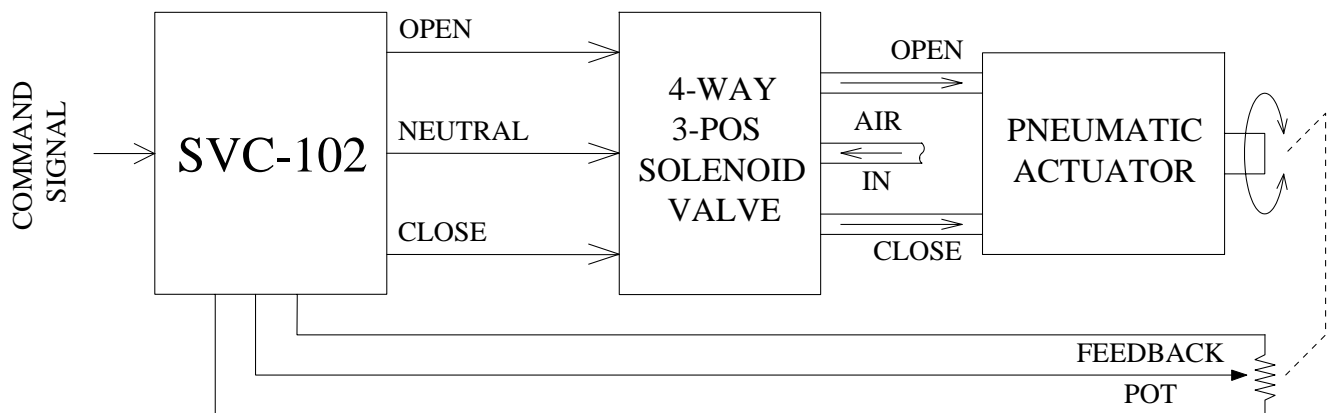 COMMAND
SIGNAL
SVC-102
OPEN
NEUTRAL
CLOSE
4-WAY
3-POS
SOLENOID
VALVE
OPEN
AIR
IN
CLOSE
PNEUMATIC
ACTUATOR
FEEDBACK
POT